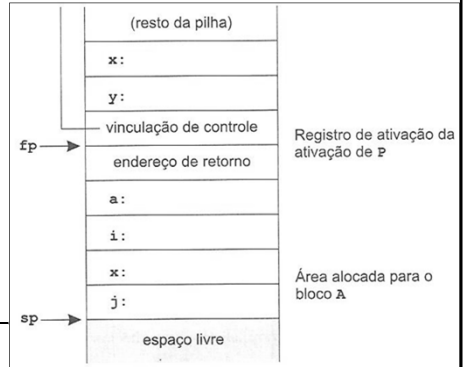 (resto da pilha)
x:
y:
vinculação de controle
fp
endereço de retorno
Registro de ativação da
ativação de P
a:
i:
x:
j:
Área alocada para o
bloco A
sp
espaço livre